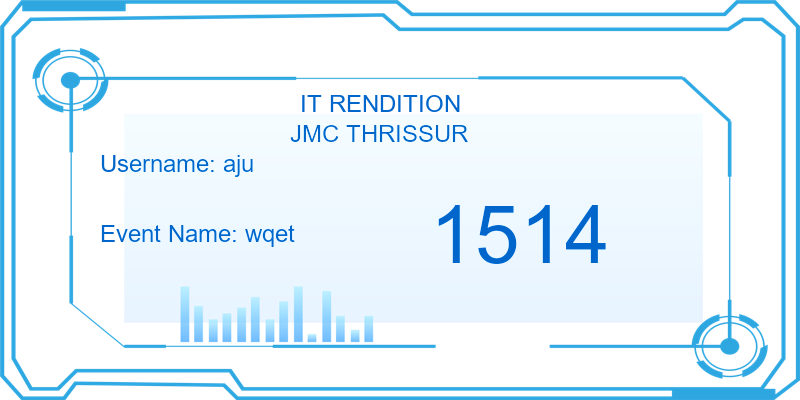 IT RENDITION
JMC THRISSUR
Username: aju
Event Name: wqet
1514